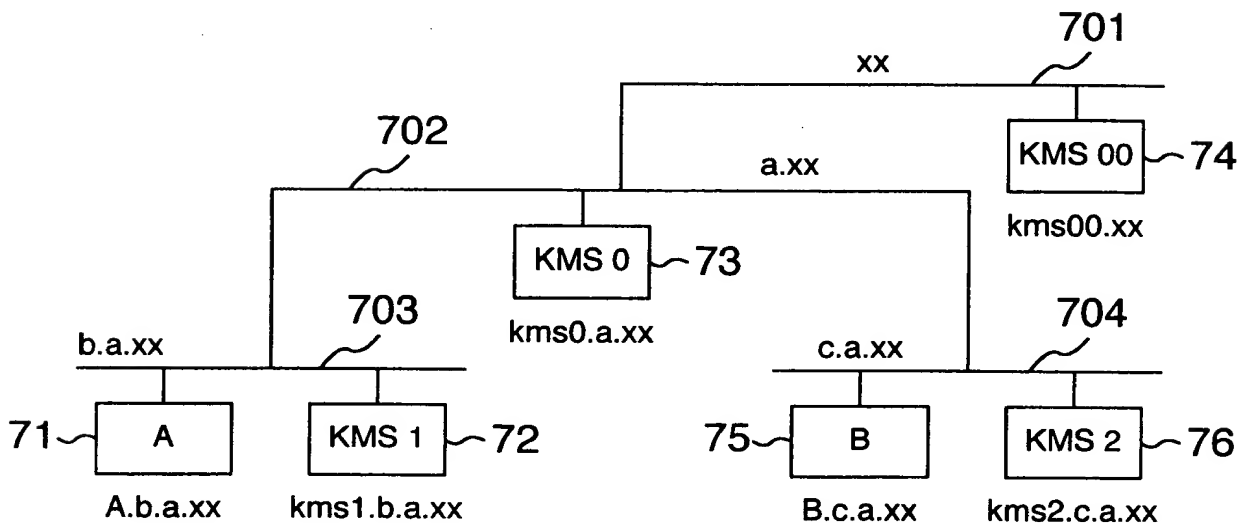 701
xx
702
KMS 00
74
a.xx
kms00.xx
KMS 0
73
703
kms0.a.xx
704
b.a.xx
c.a.xx
71
A
KMS 1
72
75
B
KMS 2
76
A.b.a.xx
kms1.b.a.xx
B.c.a.xx
kms2.c.a.xx